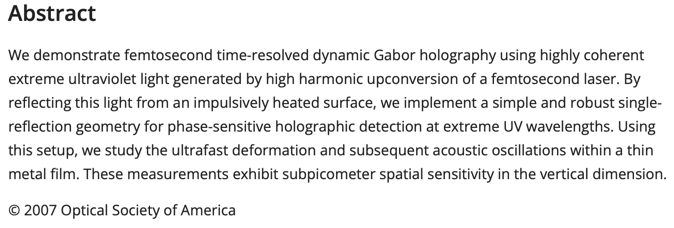 Abstract
We demonstrate femtosecond time-resolved dynamic Gabor holography using highly coherent
extreme ultraviolet light generated by high harmonic upconversion of a femtosecond laser. By
reflecting this light from an impulsively heated surface, we implement a simple and robust single-
reflection geometry for phase-sensitive holographic detection at extreme UV wavelengths. Using
this setup, we study the ultrafast deformation and subsequent acoustic oscillations within a thin
metal film. These measurements exhibit subpicometer spatial sensitivity in the vertical dimension.
© 2007 Optical Society of America